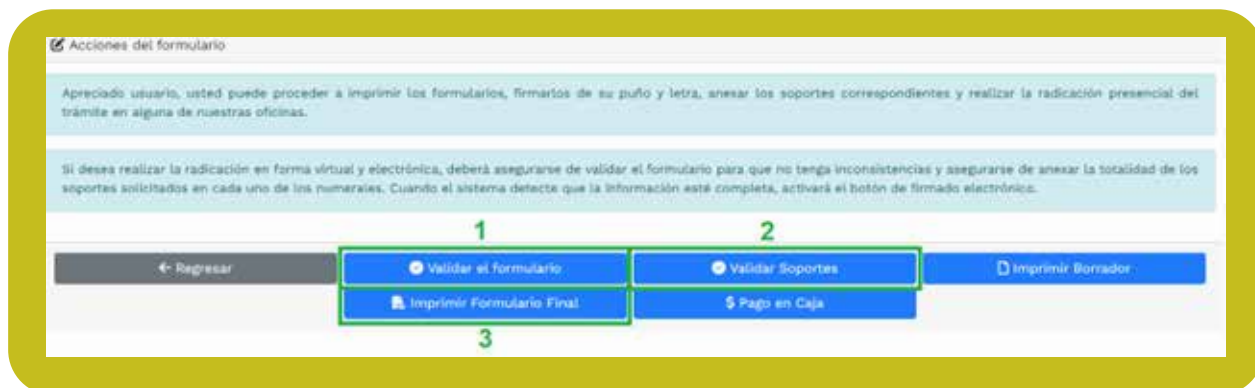 Acciones del formulario
Apreciado usuario, usted puede proceder a imprimir los formularios, firmarlos de su puño y letra, anexar los soportes correspondientes y realizar la radicación presencial del
trámite en alguna de nuestras oficinas.
Si desea realizar la radicación en forma virtual y electrónica, deberá asegurarse de validar el formulario para que no tenga inconsistencias y asegurarse de anexar la totalidad de los
soportes solicitados en cada uno de los numerales. Cuando el sistema detecte que la información esté completa, activará el botón de firmado electrónico.
1 2
← Regresar Validar el formulario Validar Soportes Imprimir Borrador
Imprimir Formulario Final $ Pago en Caja
3